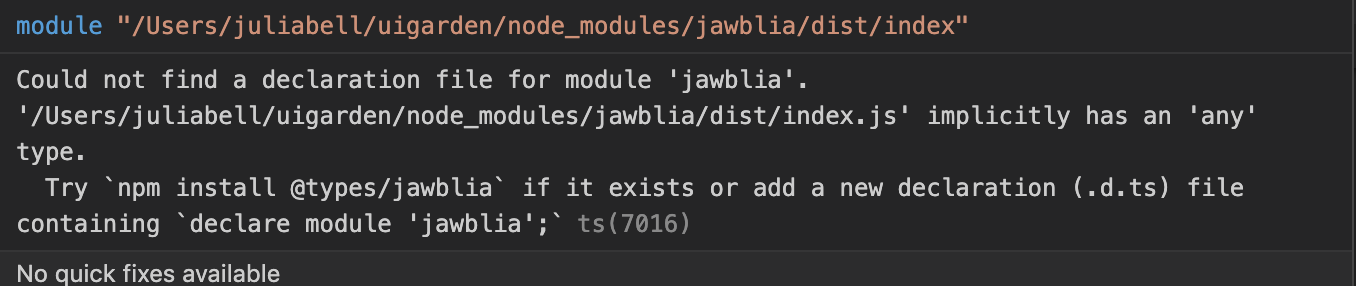 module "/Users/juliabell/uigarden/node_modules/jawblia/dist/index"
Could not find a declaration file for module 'jawblia'.
'/Users/juliabell/uigarden/node_modules/jawblia/dist/index.js' implicitly has an 'any'
type.
  Try `npm install @types/jawblia` if it exists or add a new declaration (.d.ts) file
containing `declare module 'jawblia';` ts(7016)
No quick fixes available